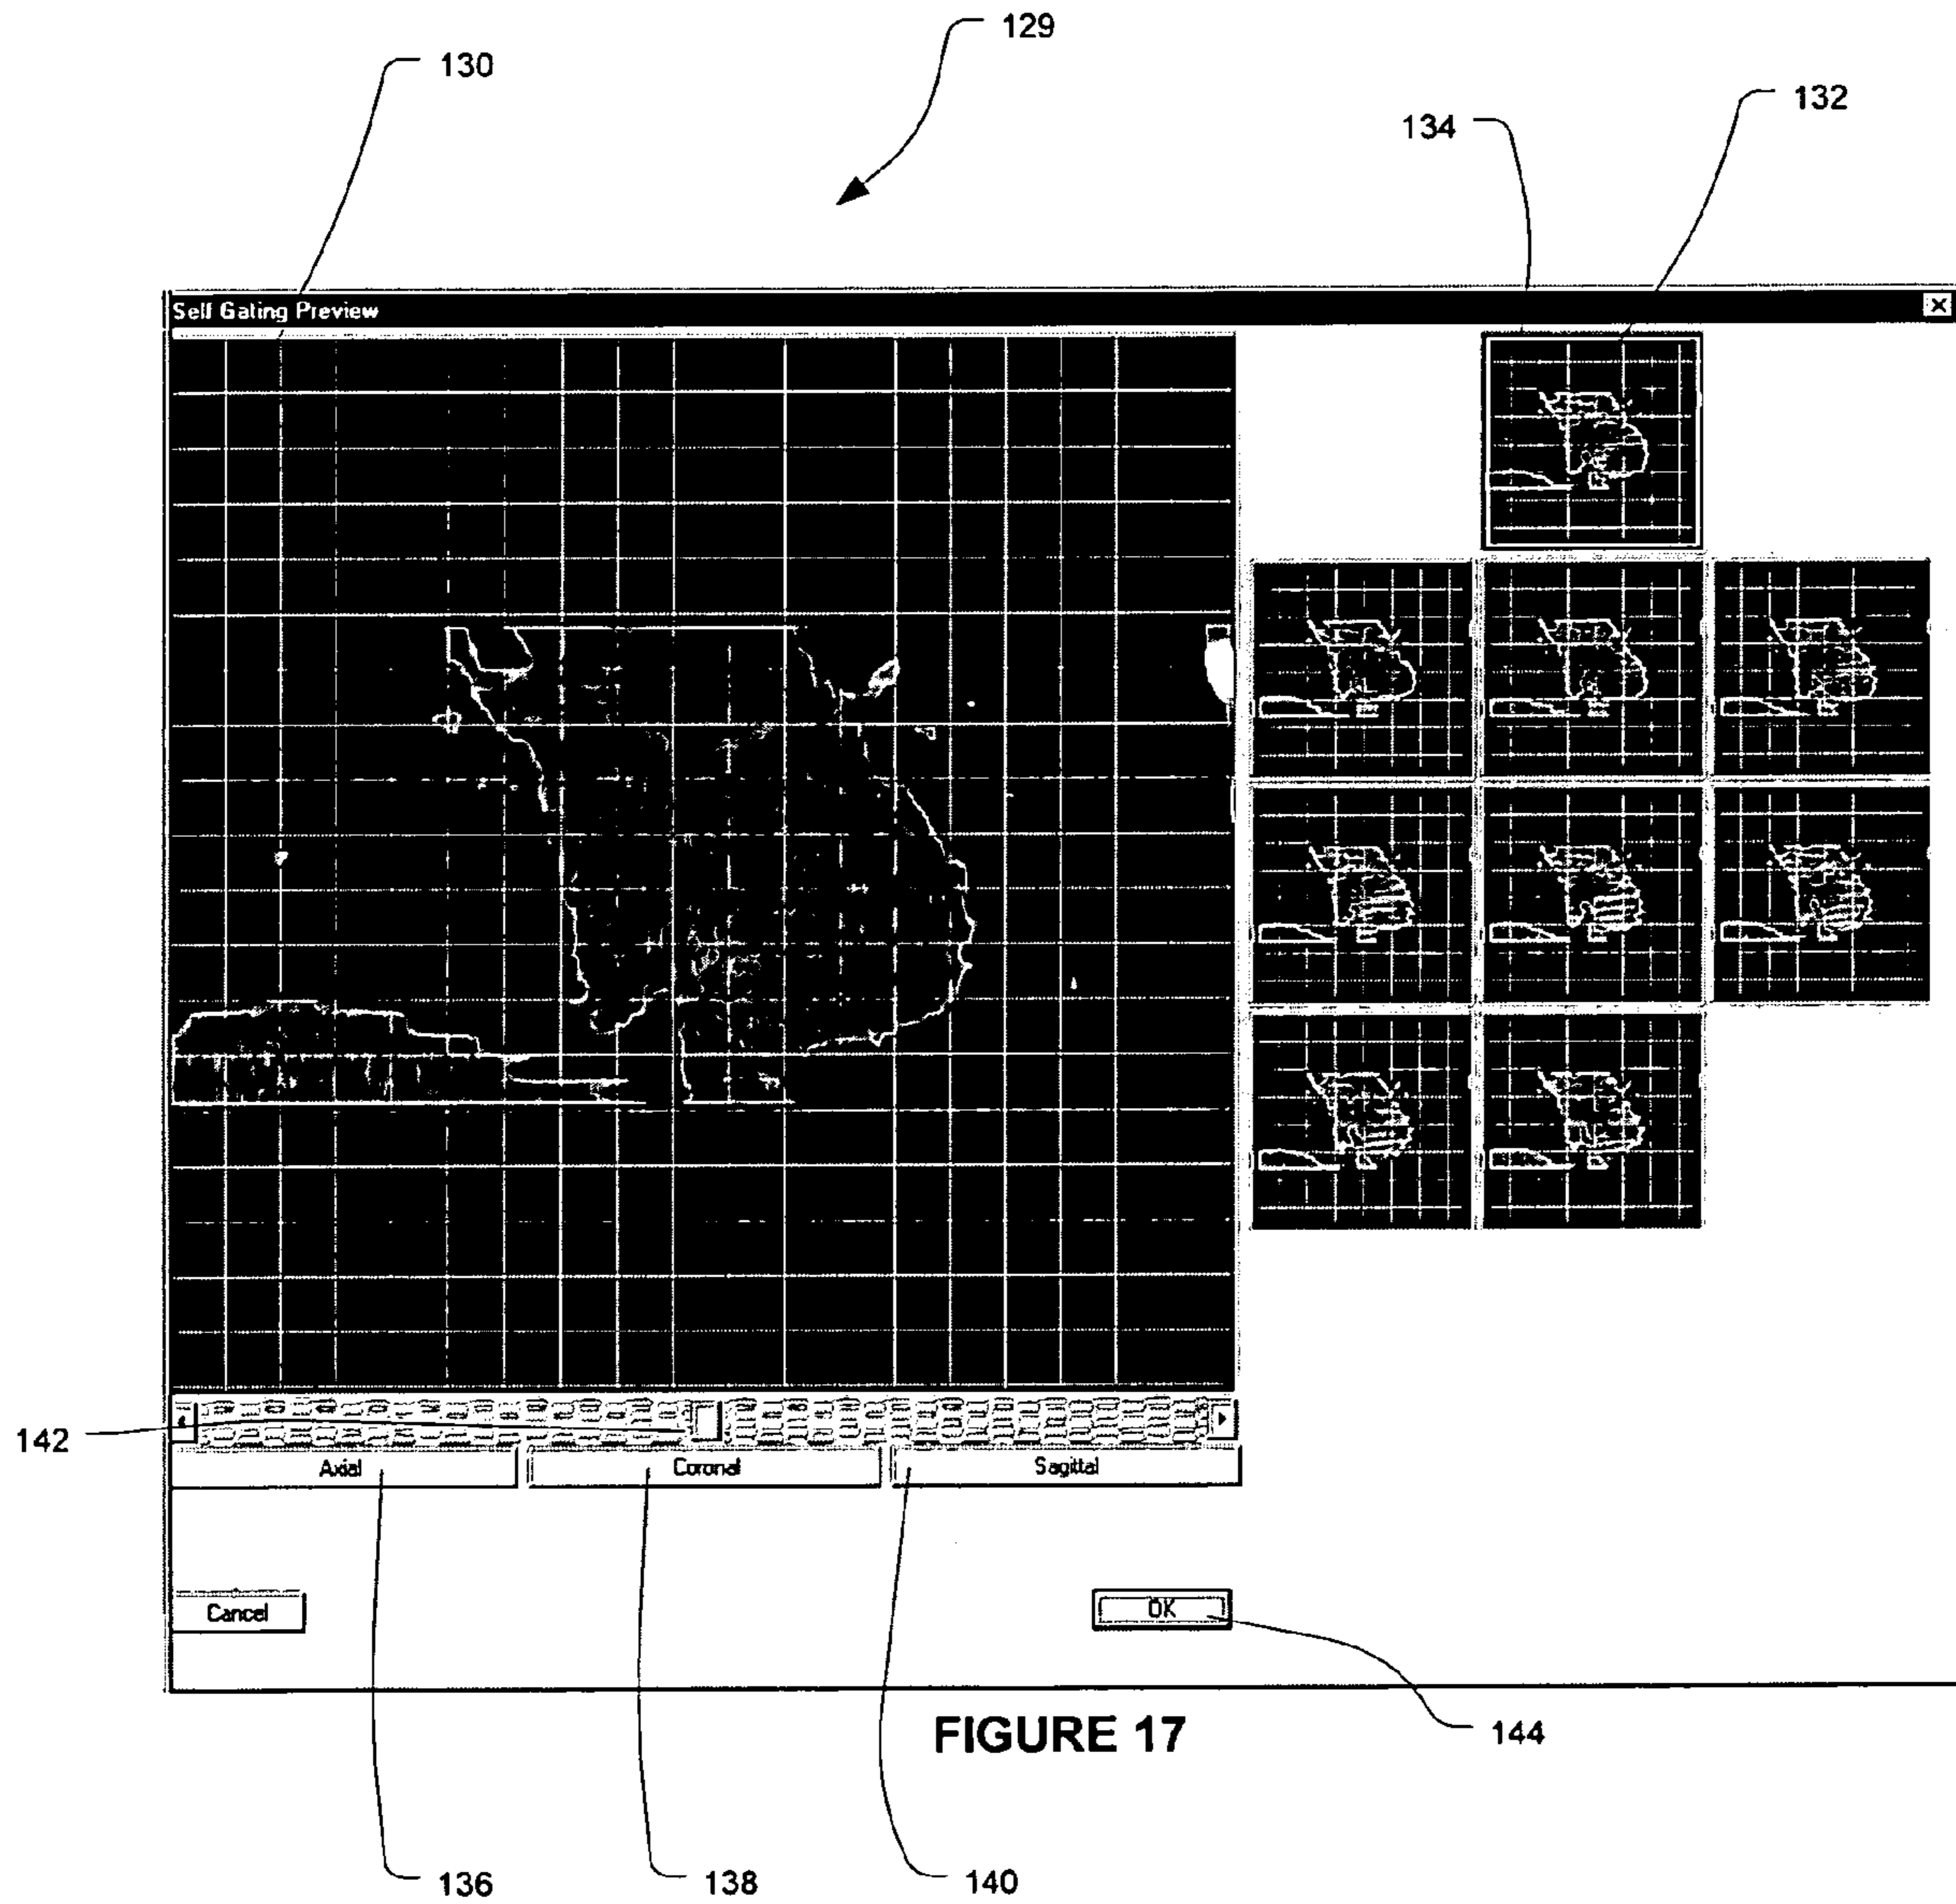 129
130
132
134
Self Gating Preview
142
Axial Coronal Sagittal
Cancel OK
FIGURE 17
144
136 138 140